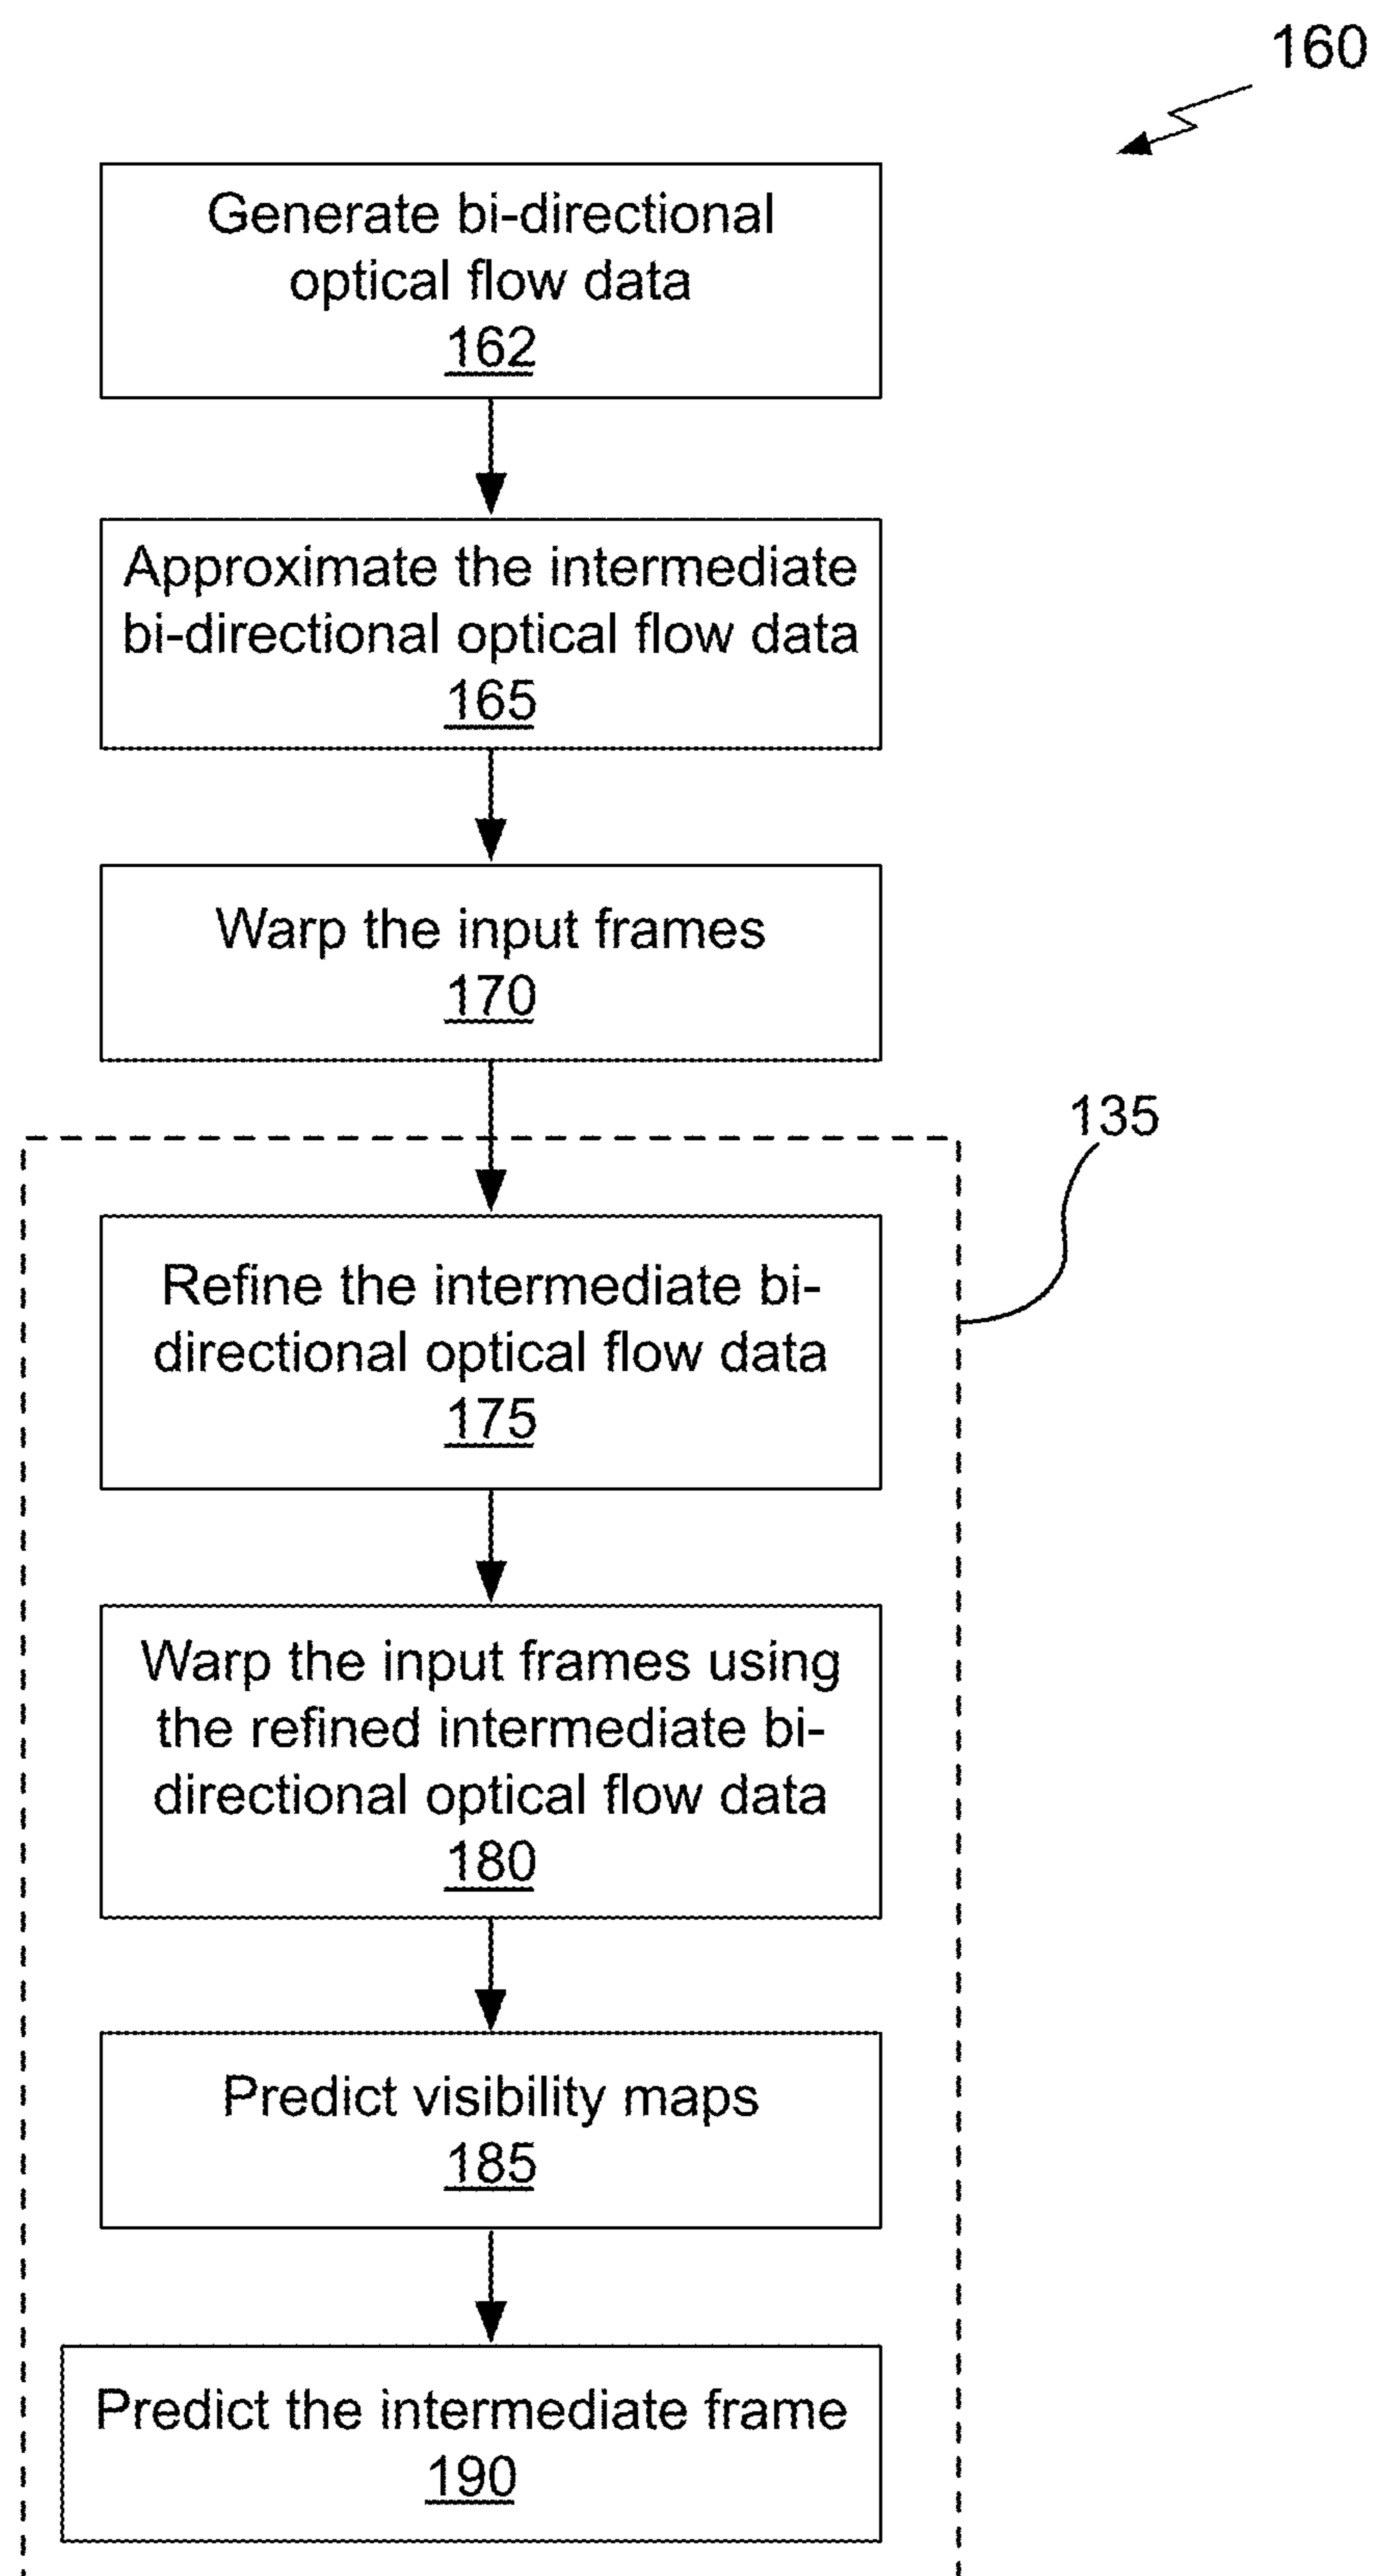 160
Generate bi-directional
optical flow data
162
Approximate the intermediate
bi-directional optical flow data
165
Warp the input frames
170
135
Refine the intermediate bi-
directional optical flow data
175
Warp the input frames using
the refined intermediate bi-
directional optical flow data
180
Predict visibility maps
185
Predict the intermediate frame
190